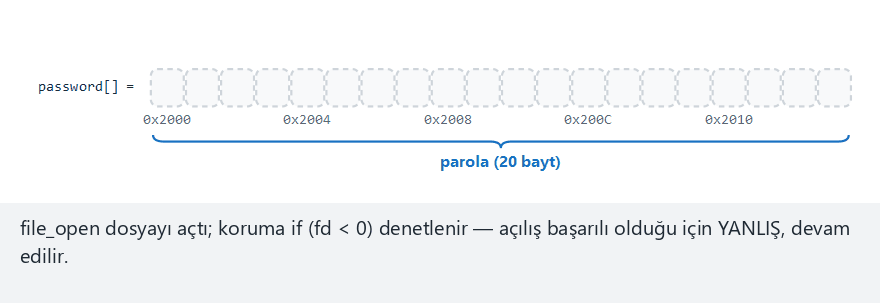 password[] =
0x2000 0x2004 0x2008 0x200C 0x2010
parola (20 bayt)
file_open dosyayı açtı; koruma if (fd < 0) denetlenir — açılış başarılı olduğu için YANLIŞ, devam
edilir.